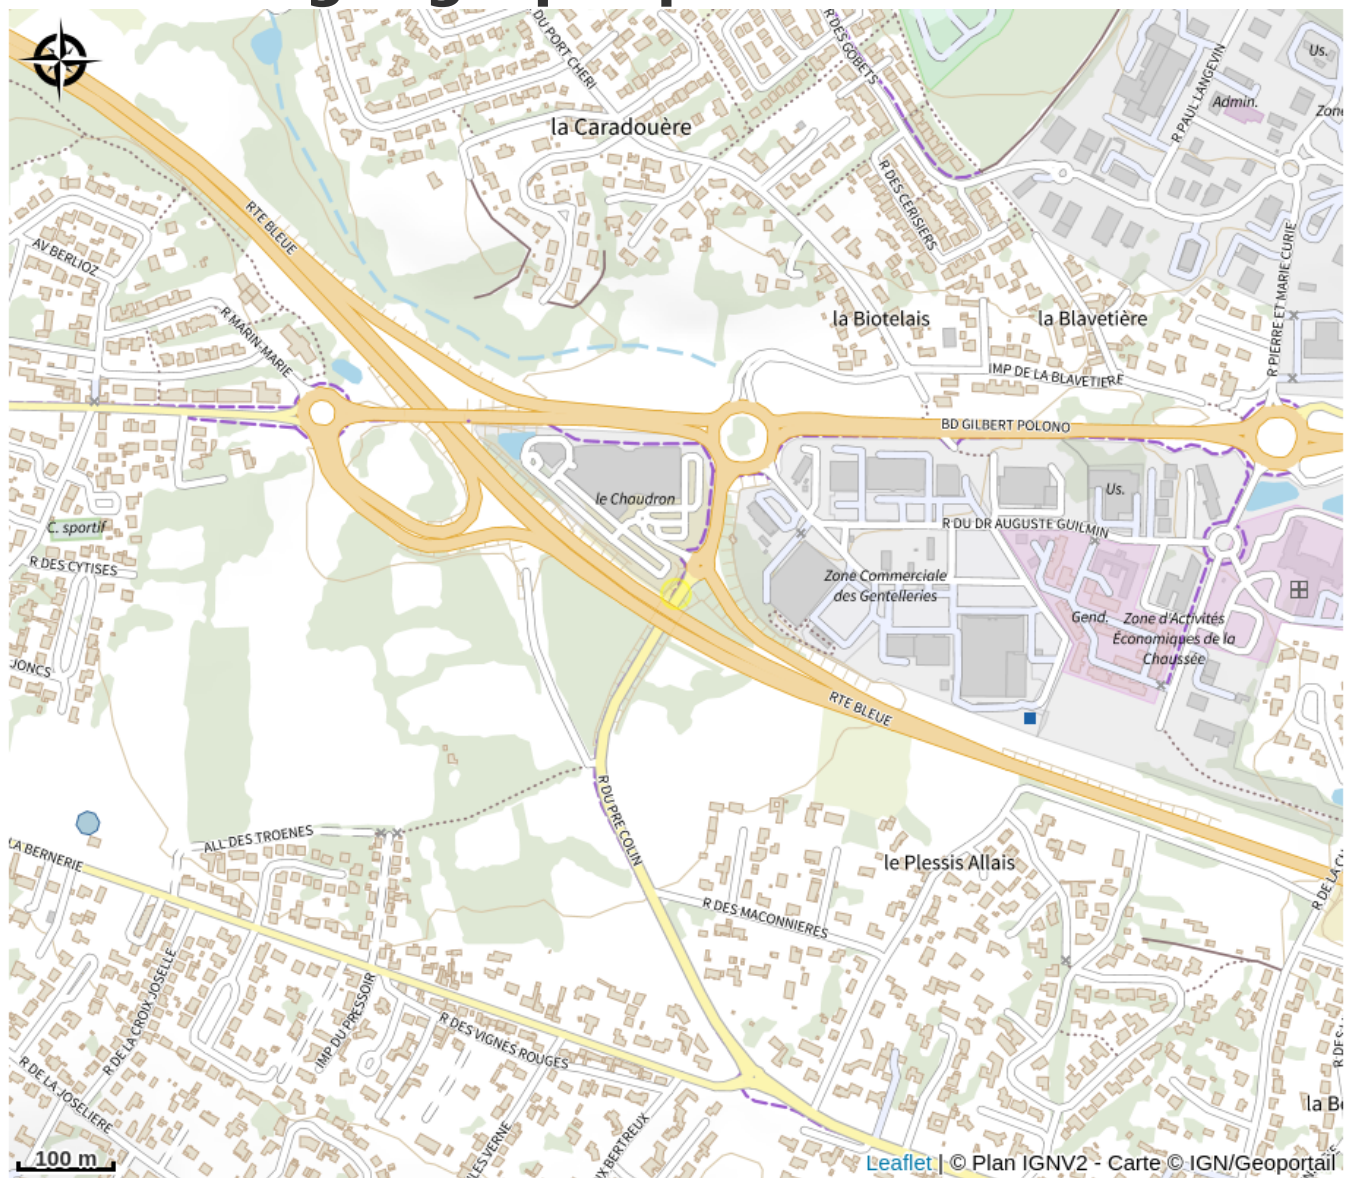 R DU PORT CHERI
R DES GOBETS
R PAUL LANGEVIN
Us.
Admin.
la Caradouère
R DES CERISIERS
RTE BLEUE
AV BERLIOZ
R PIERRE ET MARIE CURIE
la Biotelais
la Blavetière
R MARIN-MARIE
IMP DE LA BLAVETIERE
BD GILBERT POLONO
le Chaudron
Us.
C. sportif
R DU DR AUGUSTE GUILMIN
R DES CYTISES
Zone Commerciale
des Gentelleries
Gend.
Zone d'Activités
Économiques de la
Chaussée
JONCS
RTE BLEUE
R DU PRE COLIN
ALL DES TROENES
LA BERNERIE
le Plessis Allais
R DES MACONNIERES
R DE LA CROIX JOSELLE
IMP DU PRESSOIR
R DES VIGNES ROUGES
R DE LA JOSELIERE
100 m
Leaflet | © Plan IGNV2 - Carte © IGN/Geoportail